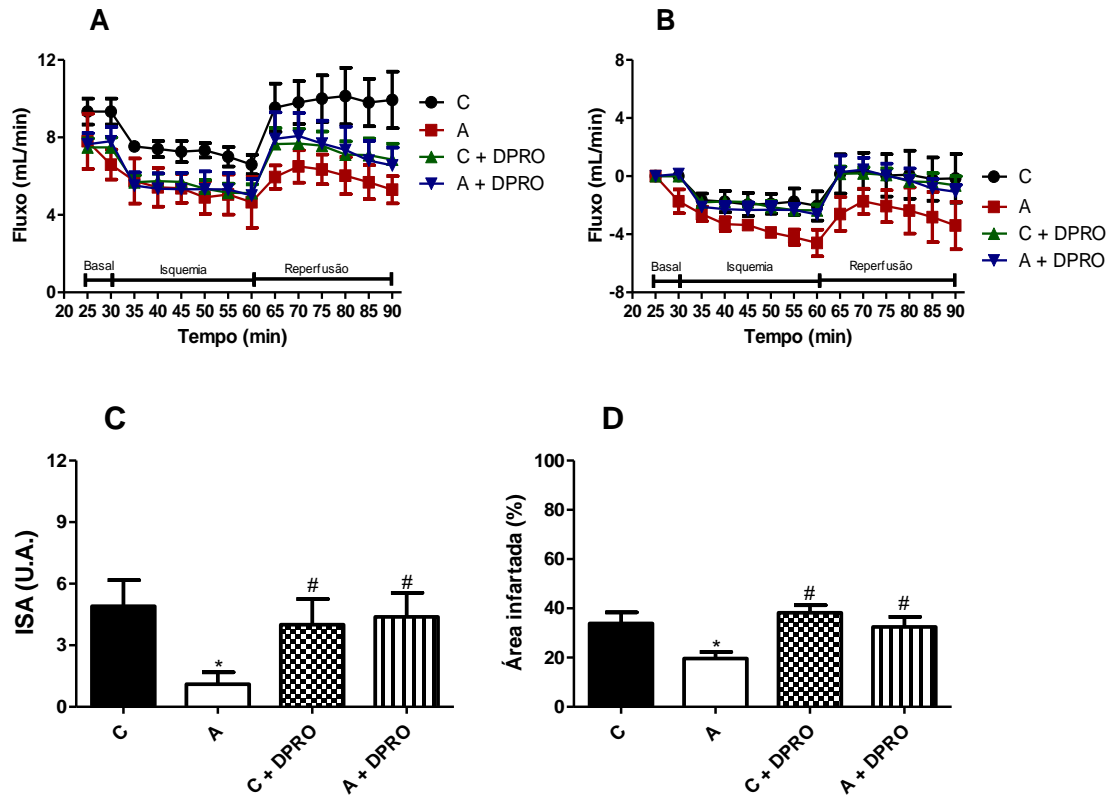 A
Fluxo (mL/min)
12
8
4
0
Basal
Isquemia
Reperfusão
20 25 30 35 40 45 50 55 60 65 70 75 80 85 90
Tempo (min)
C
A
C + DPRO
A + DPRO
B
Fluxo (mL/min)
8
4
0
-4
-8
Basal
Isquemia
Reperfusão
20 25 30 35 40 45 50 55 60 65 70 75 80 85 90
Tempo (min)
C
A
C + DPRO
A + DPRO
C
ISA (U.A.)
12
9
6
3
0
*
#
#
C
A
C + DPRO
A + DPRO
D
Área infartada (%)
100
80
60
40
20
0
*
#
#
C
A
C + DPRO
A + DPRO